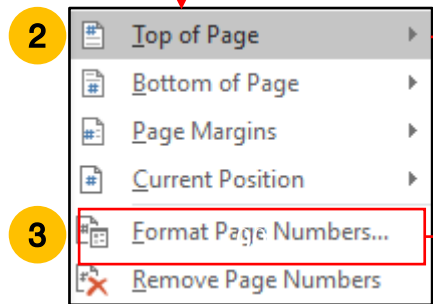 2
Top of Page
Bottom of Page
Page Margins
Current Position
3
Format Page Numbers...
Remove Page Numbers